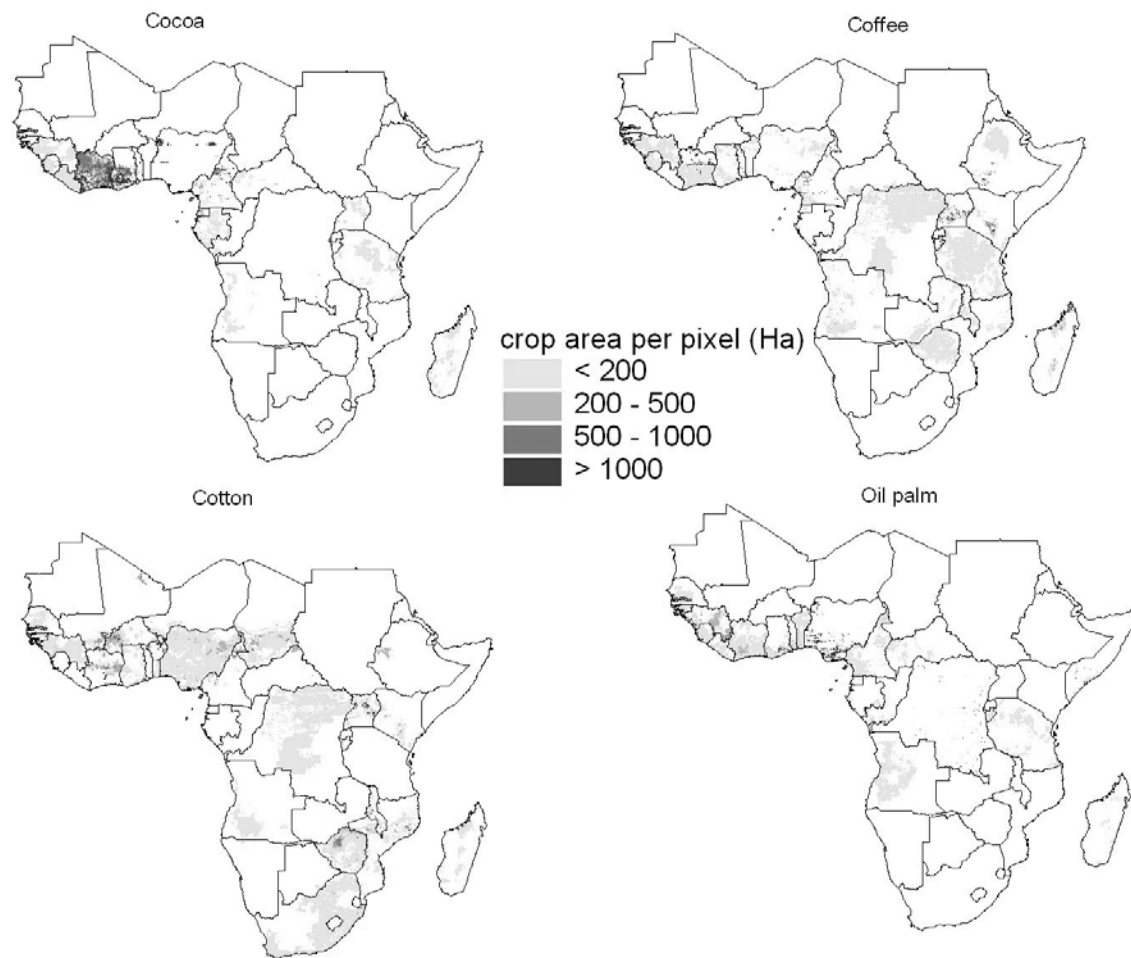 Cocoa
Coffee
crop area per pixel (Ha)
< 200
200 - 500
500 - 1000
> 1000
Cotton
Oil palm